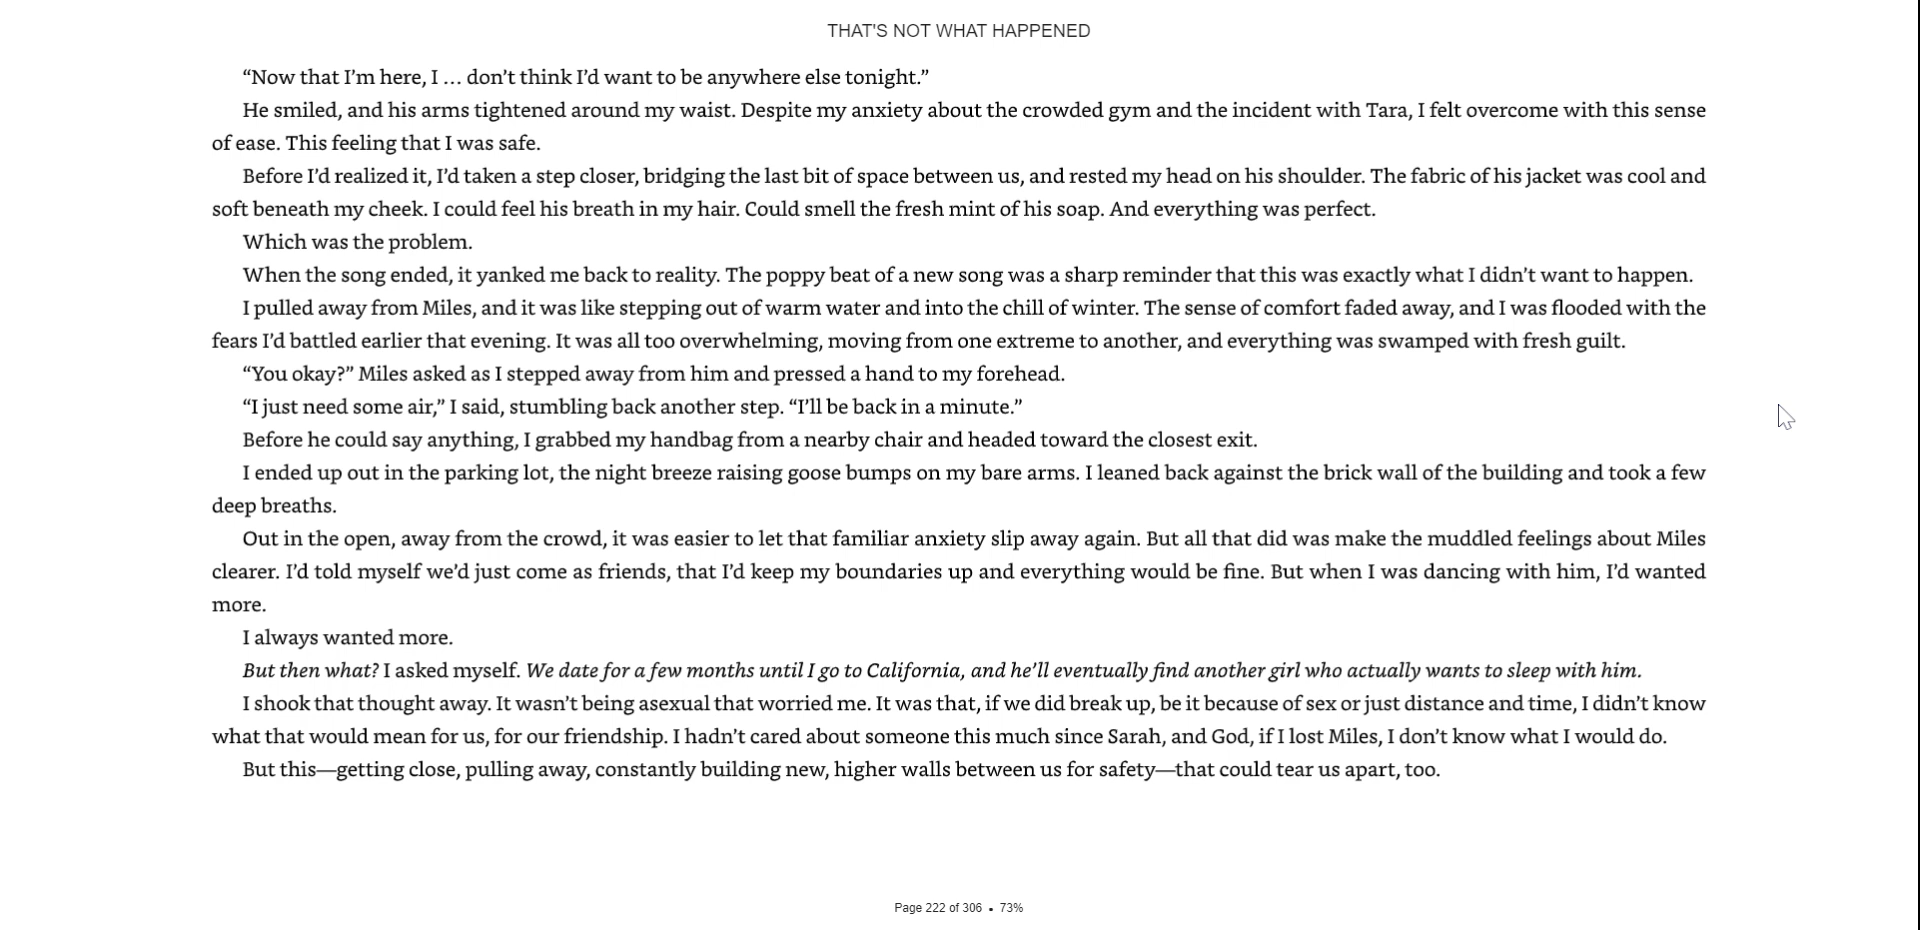 THAT'S NOT WHAT HAPPENED
“Now that I’m here, I … don’t think I’d want to be anywhere else tonight.”
He smiled, and his arms tightened around my waist. Despite my anxiety about the crowded gym and the incident with Tara, I felt overcome with this sense
of ease. This feeling that I was safe.
Before I’d realized it, I’d taken a step closer, bridging the last bit of space between us, and rested my head on his shoulder. The fabric of his jacket was cool and
soft beneath my cheek. I could feel his breath in my hair. Could smell the fresh mint of his soap. And everything was perfect.
Which was the problem.
When the song ended, it yanked me back to reality. The poppy beat of a new song was a sharp reminder that this was exactly what I didn’t want to happen.
I pulled away from Miles, and it was like stepping out of warm water and into the chill of winter. The sense of comfort faded away, and I was flooded with the
fears I’d battled earlier that evening. It was all too overwhelming, moving from one extreme to another, and everything was swamped with fresh guilt.
“You okay?” Miles asked as I stepped away from him and pressed a hand to my forehead.
“I just need some air,” I said, stumbling back another step. “I’ll be back in a minute.”
Before he could say anything, I grabbed my handbag from a nearby chair and headed toward the closest exit.
I ended up out in the parking lot, the night breeze raising goose bumps on my bare arms. I leaned back against the brick wall of the building and took a few
deep breaths.
Out in the open, away from the crowd, it was easier to let that familiar anxiety slip away again. But all that did was make the muddled feelings about Miles
clearer. I’d told myself we’d just come as friends, that I’d keep my boundaries up and everything would be fine. But when I was dancing with him, I’d wanted
more.
I always wanted more.
But then what? I asked myself. We date for a few months until I go to California, and he’ll eventually find another girl who actually wants to sleep with him.
I shook that thought away. It wasn’t being asexual that worried me. It was that, if we did break up, be it because of sex or just distance and time, I didn’t know
what that would mean for us, for our friendship. I hadn’t cared about someone this much since Sarah, and God, if I lost Miles, I don’t know what I would do.
But this—getting close, pulling away, constantly building new, higher walls between us for safety—that could tear us apart, too.
Page 222 of 306 • 73%